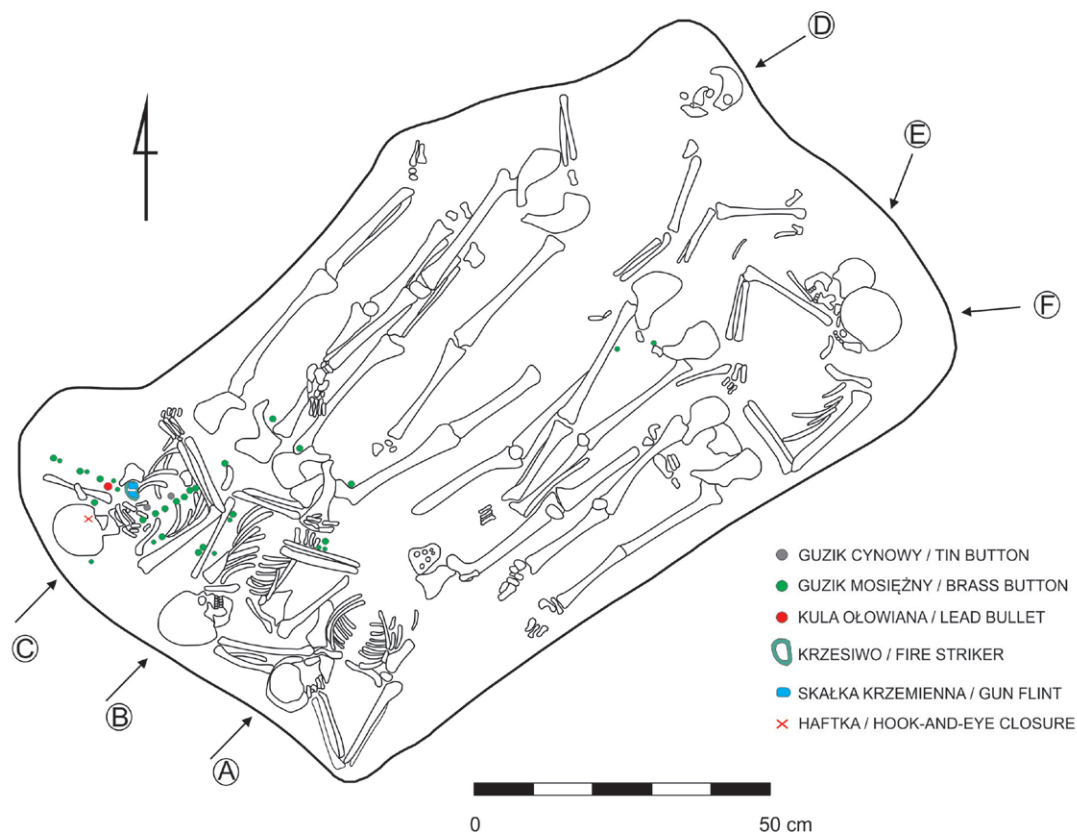 D
E
F
C
B
A
GUZIK CYNOWY / TIN BUTTON
GUZIK MOSIĘŻNY / BRASS BUTTON
KULA OŁOWIANA / LEAD BULLET
KRZESIWO / FIRE STRIKER
SKAŁKA KRZEMIENNA / GUN FLINT
HAFTKA / HOOK-AND-EYE CLOSURE
0 50 cm